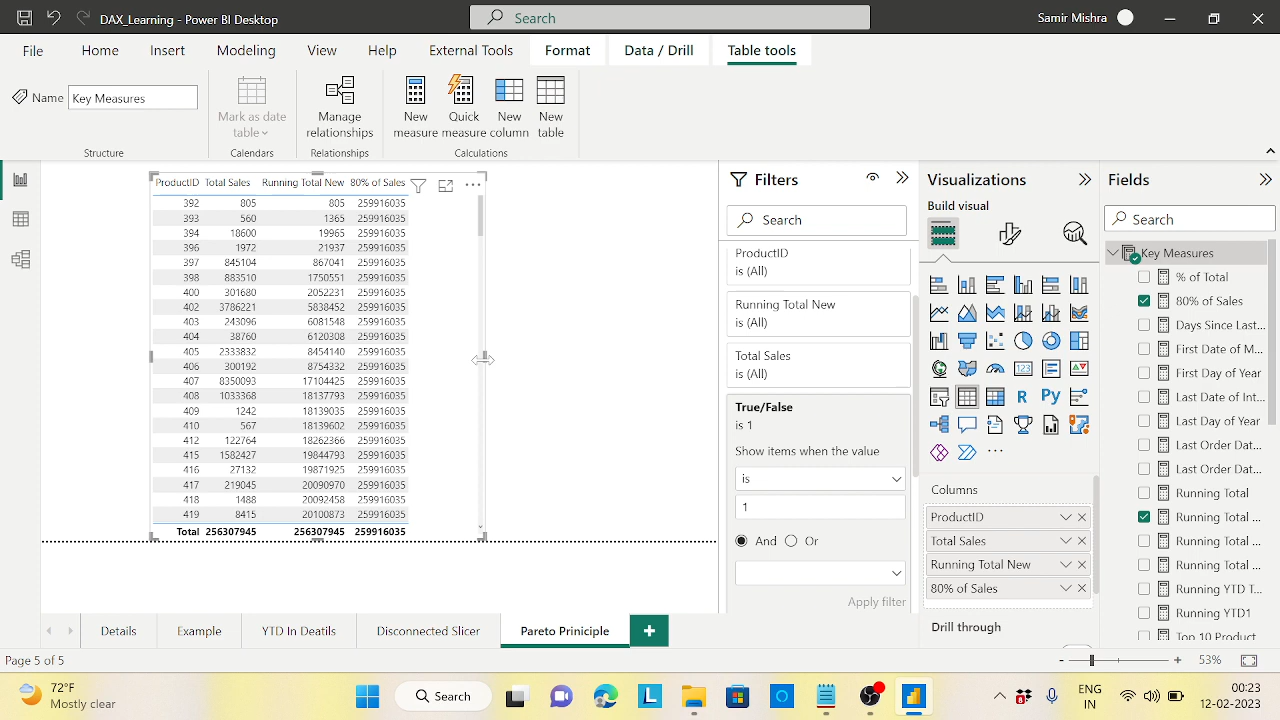 DAX_Learning - Power BI Desktop
Search
Samir Mishra
File Home Insert Modeling View Help External Tools Format Data / Drill Table tools
Name Key Measures
Mark as date table
Manage relationships
New measure
Quick measure
New column
New table
Structure
Calendars
Relationships
Calculations
ProductID Total Sales Running Total New 80% of Sales
392 805 805 259916035
393 560 1365 259916035
394 18600 19965 259916035
396 1972 21937 259916035
397 845104 867041 259916035
398 883510 1750551 259916035
400 301680 2052231 259916035
402 3786221 5838452 259916035
403 243096 6081548 259916035
404 38760 6120308 259916035
405 2333832 8454140 259916035
406 300192 8754332 259916035
407 8350093 17104425 259916035
408 1033368 18137793 259916035
409 1242 18139035 259916035
410 567 18139602 259916035
412 122764 18262366 259916035
415 1582427 19844793 259916035
416 27132 19871925 259916035
417 219045 20090970 259916035
418 1488 20092458 259916035
419 8415 20100873 259916035
Total 256307945 256307945 259916035
Filters
Search
ProductID
is (All)
Running Total New
is (All)
Total Sales
is (All)
True/False
is 1
Show items when the value
is
1
And Or
Apply filter
Visualizations
Build visual
R Py
123
Columns
ProductID
Total Sales
Running Total New
80% of Sales
Drill through
Fields
Search
Key Measures
% of Total
80% of Sales
Days Since Last...
First Date of M...
First Day of Year
Last Date of Int...
Last Day of Year
Last Order Dat...
Last Order Dat...
Running Total
Running Total ...
Running Total ...
Running Total ...
Running YTD T...
Running YTD1
Top 10 Product
Details Example YTD In Deatils Disconnected Slicer Pareto Priniciple
Page 5 of 5
53%
72°F
Mostly clear
Search
ENG
IN
00:23
12-02-2023